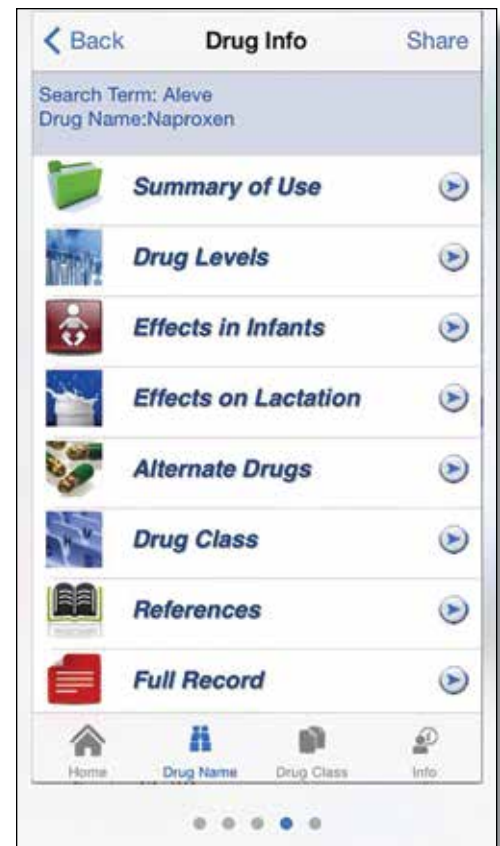 Back Drug Info Share
Search Term: Aleve
Drug Name:Naproxen
Summary of Use
Drug Levels
Effects in Infants
Effects on Lactation
Alternate Drugs
Drug Class
References
Full Record
Home Drug Name Drug Class Info